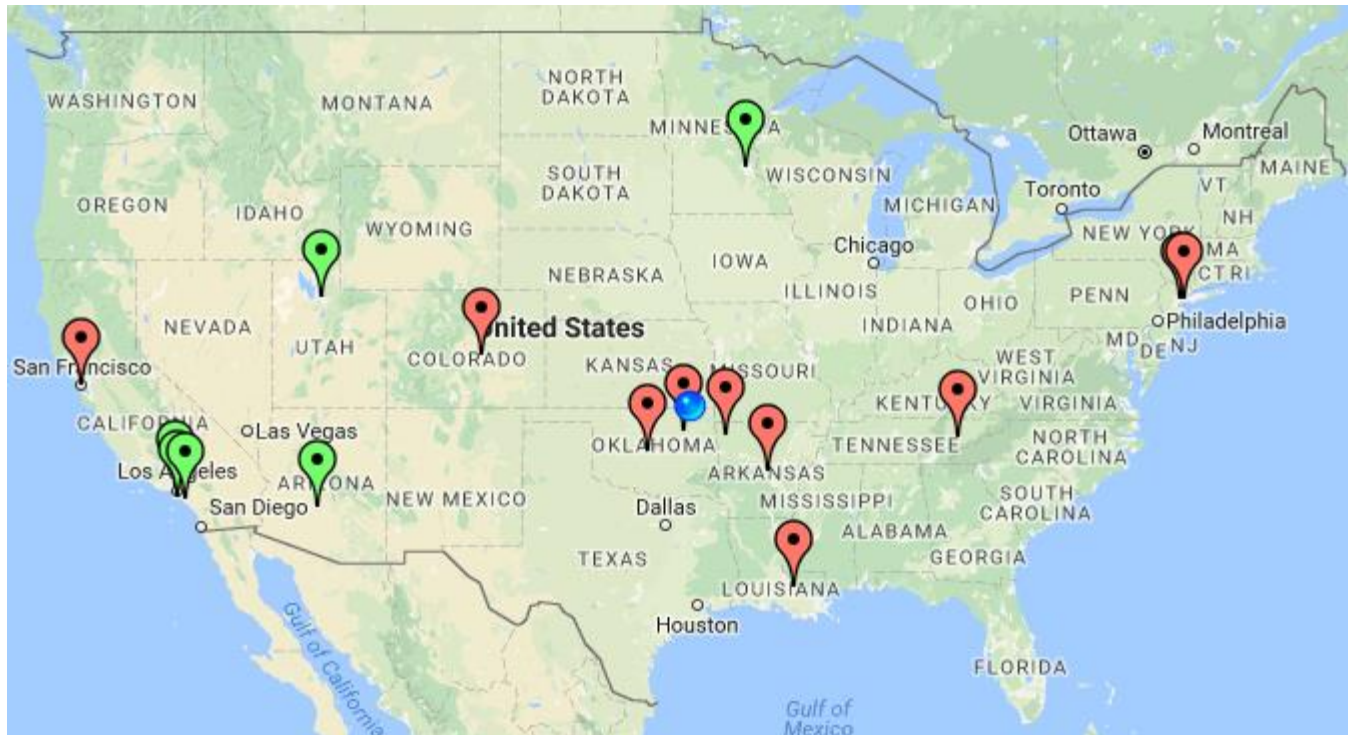 WASHINGTON
MONTANA
NORTH
DAKOTA
MINNESOTA
Ottawa
Montreal
MAINE
OREGON
IDAHO
WYOMING
SOUTH
DAKOTA
WISCONSIN
MICHIGAN
Toronto
VT
NH
NEW YORK
MA
CT RI
Chicago
IOWA
NEBRASKA
ILLINOIS
INDIANA
OHIO
PENN
Philadelphia
MD
DE
NJ
NEVADA
UTAH
COLORADO
United States
KANSAS
MISSOURI
WEST
VIRGINIA
KENTUCKY
VIRGINIA
San Francisco
CALIFORNIA
Las Vegas
Los Angeles
ARIZONA
San Diego
NEW MEXICO
OKLAHOMA
ARKANSAS
TENNESSEE
NORTH
CAROLINA
MISSISSIPPI
SOUTH
CAROLINA
Dallas
ALABAMA
GEORGIA
TEXAS
LOUISIANA
Houston
FLORIDA
Gulf of California
Gulf of
Mexico